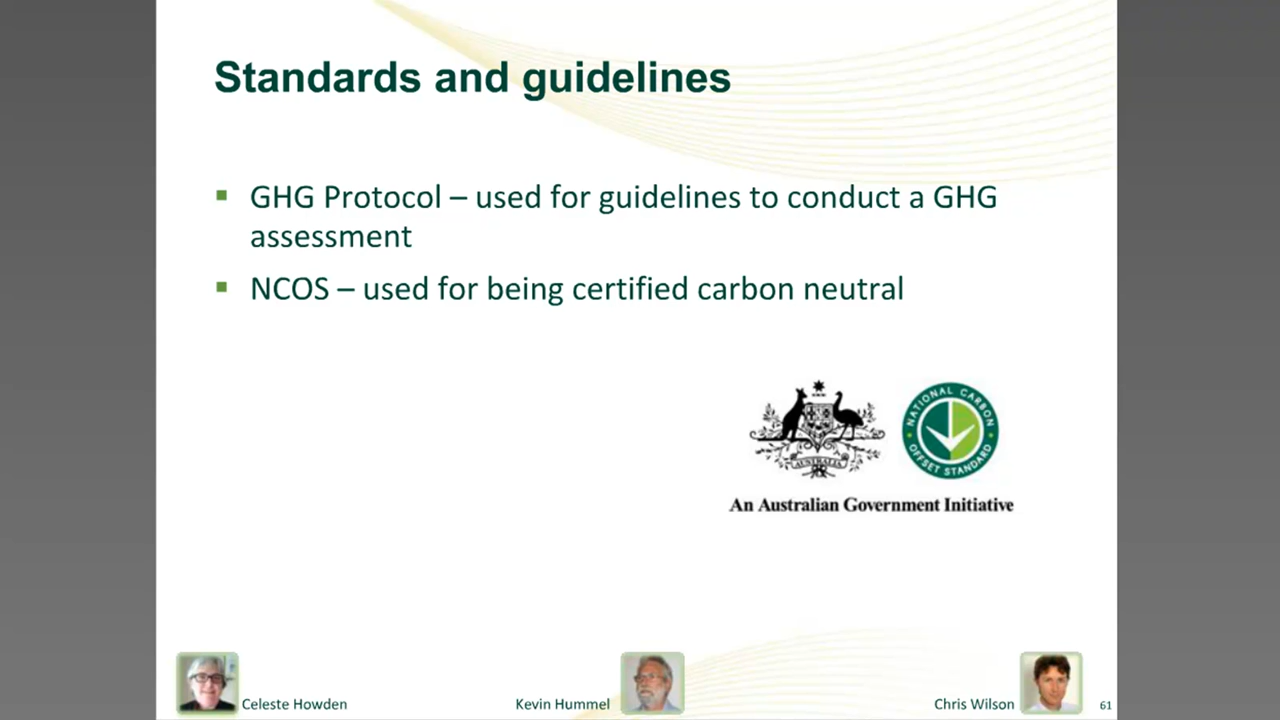 Standards and guidelines
GHG Protocol – used for guidelines to conduct a GHG
assessment
NCOS – used for being certified carbon neutral
AUSTRALIA
NATIONAL CARBON
OFFSET STANDARD
An Australian Government Initiative
Celeste Howden
Kevin Hummel
Chris Wilson
61